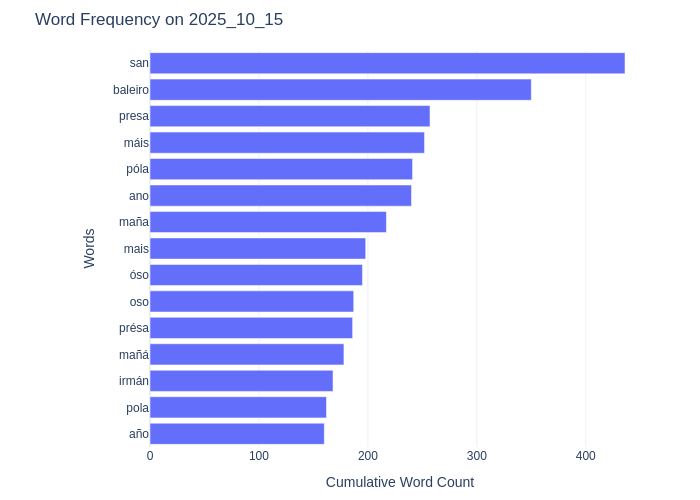 Word Frequency on 2025_10_15
san
baleiro
presa
máis
póla
ano
maña
mais
óso
oso
présa
mañá
irmán
pola
año
Words
0 100 200 300 400
Cumulative Word Count